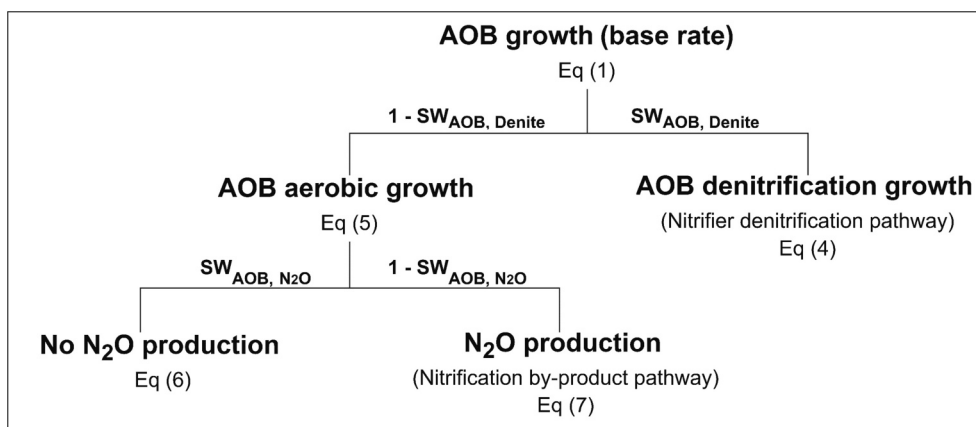 AOB growth (base rate)
Eq (1)
1 - SW_AOB, Denite SW_AOB, Denite
AOB aerobic growth AOB denitrification growth
Eq (5) (Nitrifier denitrification pathway)
Eq (4)
SW_AOB, N2O 1 - SW_AOB, N2O
No N2O production N2O production
Eq (6) (Nitrification by-product pathway)
Eq (7)